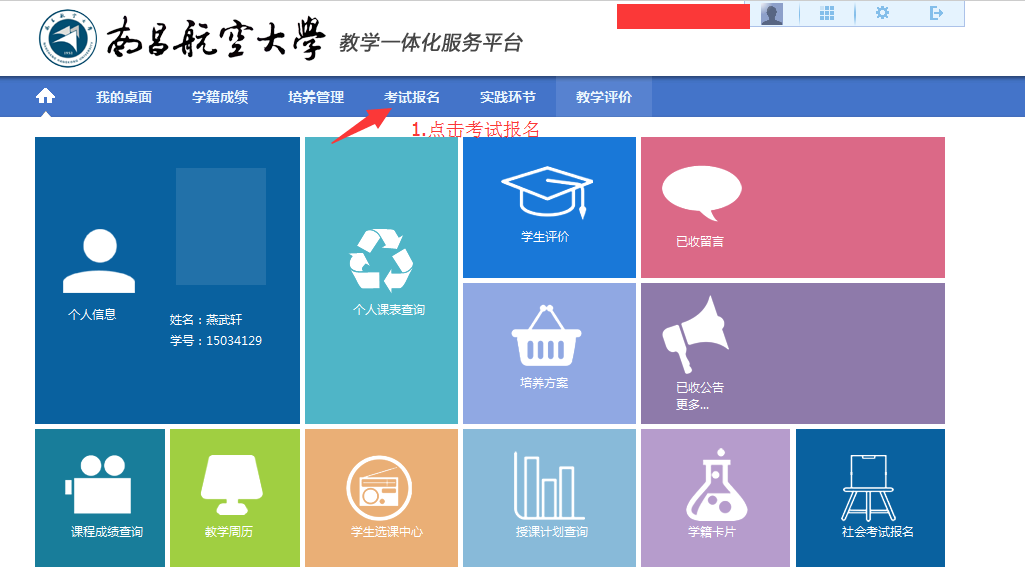 南昌航空大學 教学一体化服务平台
我的桌面 学籍成绩 培养管理 考试报名 实践环节 教学评价
1.点击考试报名
个人信息
姓名：燕武轩
学号：15034129
个人课表查询
学生评价
已收留言
培养方案
已收公告
更多...
课程成绩查询
教学周历
学生选课中心
授课计划查询
学籍卡片
社会考试报名